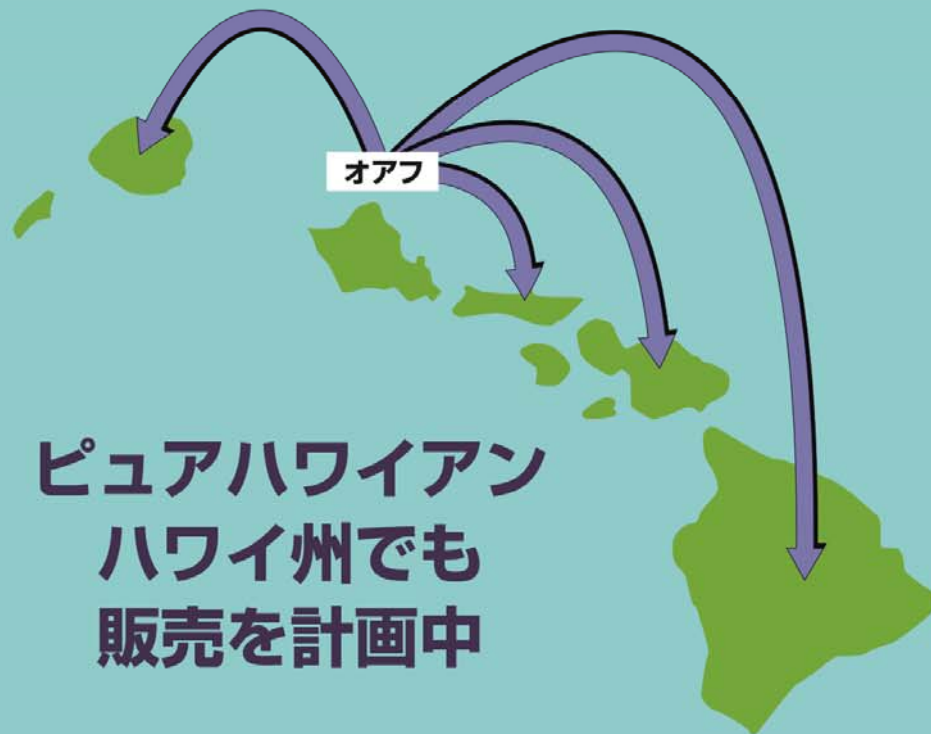 オアフ
ピュアハワイアン
ハワイ州でも
販売を計画中